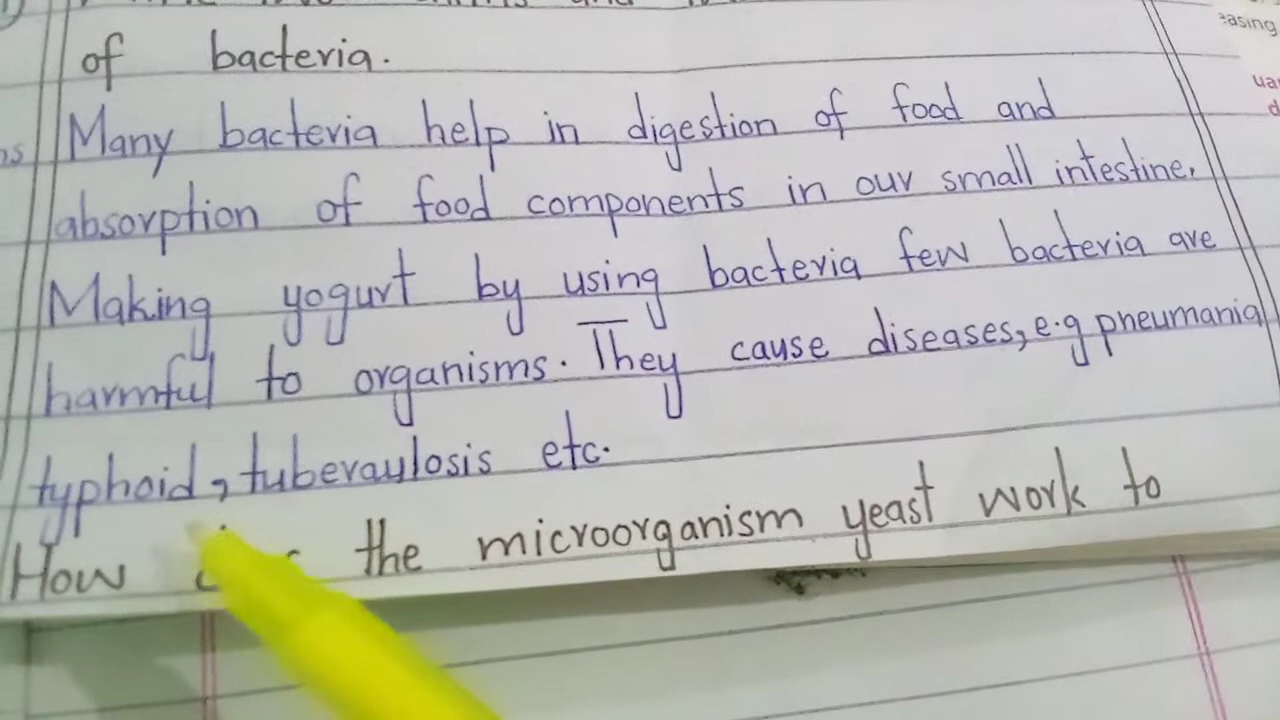 of bacteria.
Many bacteria help in digestion of food and
absorption of food components in our small intestine.
Making yogurt by using bacteria few bacteria are
harmful to organisms. They cause diseases, e.g pneumania
typhoid, tuberaulosis etc.
How the microorganism yeast work to
easing